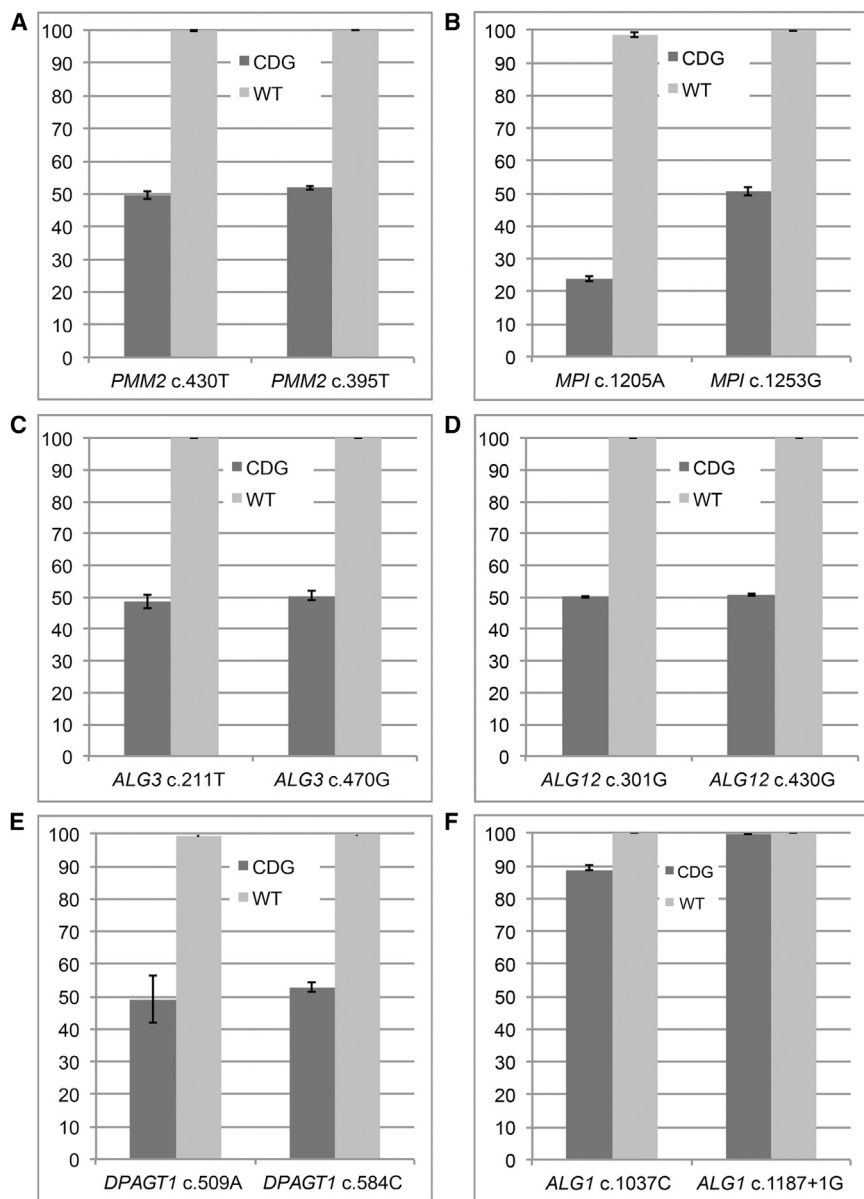 A
100
90
80
70
60
50
40
30
20
10
0
CDG
WT
PMM2 c.430T PMM2 c.395T
B
100
90
80
70
60
50
40
30
20
10
0
CDG
WT
MPI c.1205A MPI c.1253G
C
100
90
80
70
60
50
40
30
20
10
0
CDG
WT
ALG3 c.211T ALG3 c.470G
D
100
90
80
70
60
50
40
30
20
10
0
CDG
WT
ALG12 c.301G ALG12 c.430G
E
100
90
80
70
60
50
40
30
20
10
0
CDG
WT
DPAGT1 c.509A DPAGT1 c.584C
F
100
90
80
70
60
50
40
30
20
10
0
CDG
WT
ALG1 c.1037C ALG1 c.1187+1G